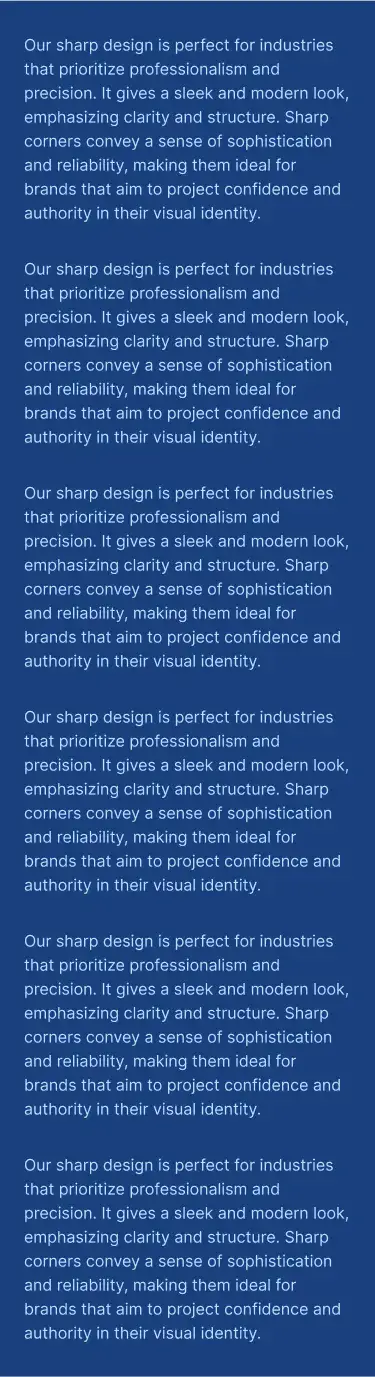 Our sharp design is perfect for industries
that prioritize professionalism and
precision. It gives a sleek and modern look,
emphasizing clarity and structure. Sharp
corners convey a sense of sophistication
and reliability, making them ideal for
brands that aim to project confidence and
authority in their visual identity.

Our sharp design is perfect for industries
that prioritize professionalism and
precision. It gives a sleek and modern look,
emphasizing clarity and structure. Sharp
corners convey a sense of sophistication
and reliability, making them ideal for
brands that aim to project confidence and
authority in their visual identity.

Our sharp design is perfect for industries
that prioritize professionalism and
precision. It gives a sleek and modern look,
emphasizing clarity and structure. Sharp
corners convey a sense of sophistication
and reliability, making them ideal for
brands that aim to project confidence and
authority in their visual identity.

Our sharp design is perfect for industries
that prioritize professionalism and
precision. It gives a sleek and modern look,
emphasizing clarity and structure. Sharp
corners convey a sense of sophistication
and reliability, making them ideal for
brands that aim to project confidence and
authority in their visual identity.

Our sharp design is perfect for industries
that prioritize professionalism and
precision. It gives a sleek and modern look,
emphasizing clarity and structure. Sharp
corners convey a sense of sophistication
and reliability, making them ideal for
brands that aim to project confidence and
authority in their visual identity.

Our sharp design is perfect for industries
that prioritize professionalism and
precision. It gives a sleek and modern look,
emphasizing clarity and structure. Sharp
corners convey a sense of sophistication
and reliability, making them ideal for
brands that aim to project confidence and
authority in their visual identity.